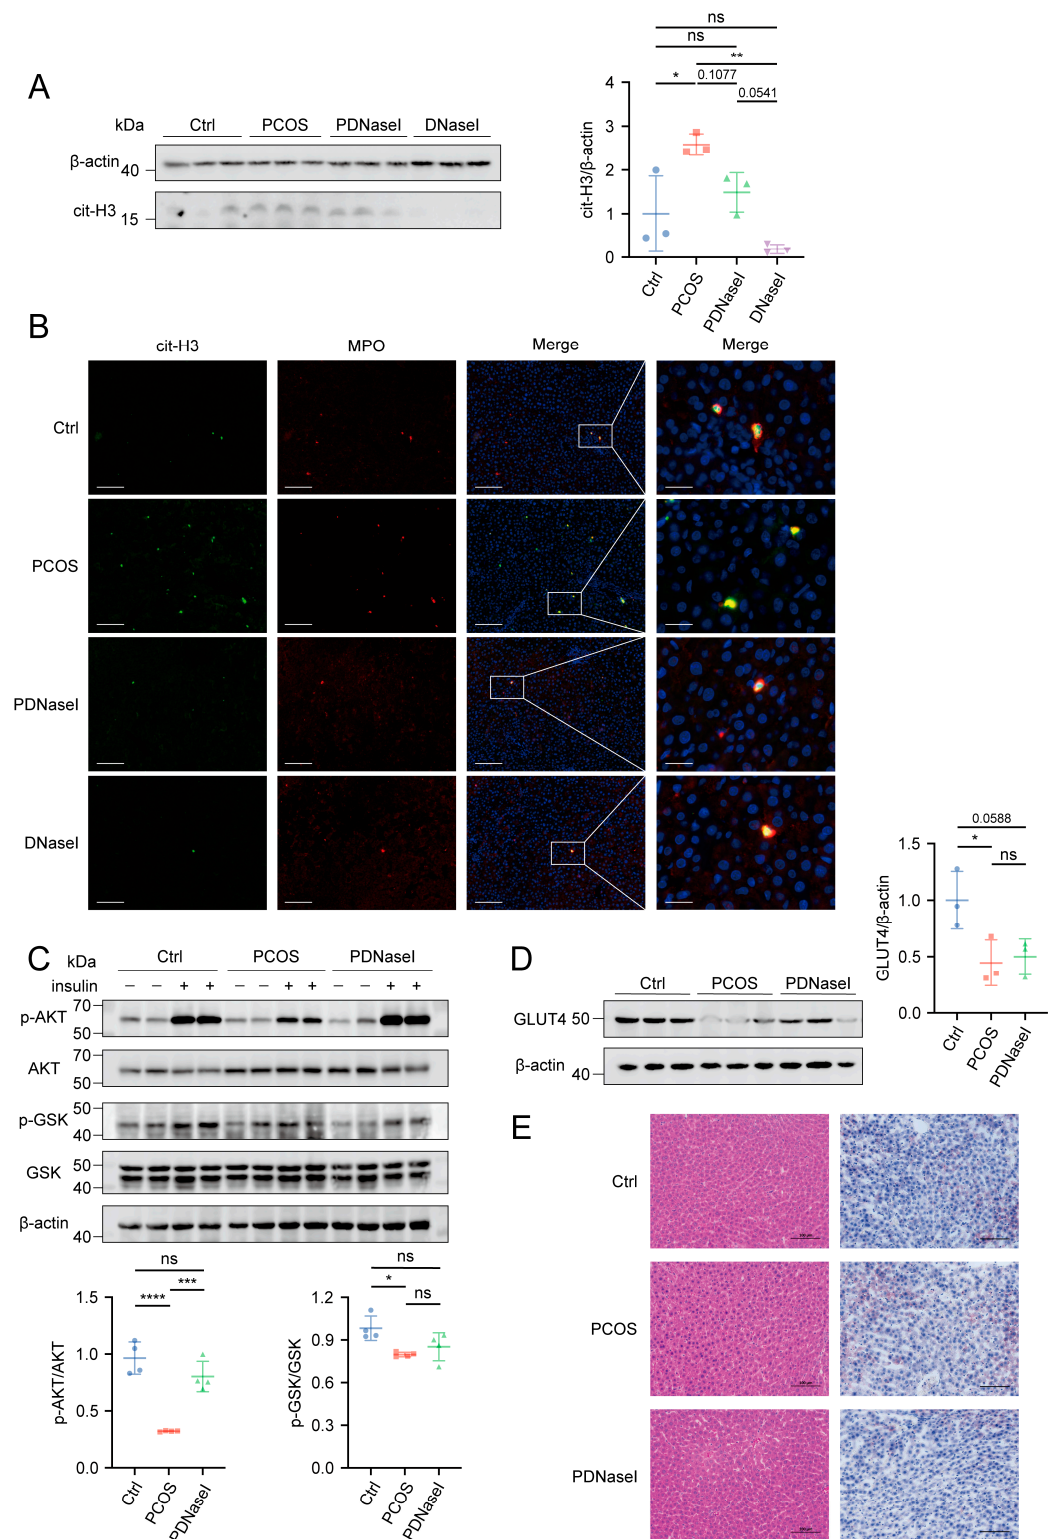 A
kDa
Ctrl PCOS PDNaseI DNaseI
β-actin 40
cit-H3 15
ns
ns
**
* 0.1077
0.0541
cit-H3/β-actin
4
3
2
1
0
Ctrl PCOS PDNaseI DNaseI
B
cit-H3 MPO Merge Merge
Ctrl
PCOS
PDNaseI
DNaseI
C
kDa Ctrl PCOS PDNaseI
insulin − − + + − − + + − − + +
p-AKT 70 50
AKT 70 50
p-GSK 50 40
GSK 50 40
β-actin 40
ns
**** ***
p-AKT/AKT
1.5
1.0
0.5
0.0
Ctrl PCOS PDNaseI
ns
* ns
p-GSK/GSK
1.2
0.9
0.6
0.3
0.0
Ctrl PCOS PDNaseI
D
Ctrl PCOS PDNaseI
GLUT4 50
β-actin 40
0.0588
* ns
GLUT4/β-actin
1.5
1.0
0.5
0.0
Ctrl PCOS PDNaseI
E
Ctrl
PCOS
PDNaseI